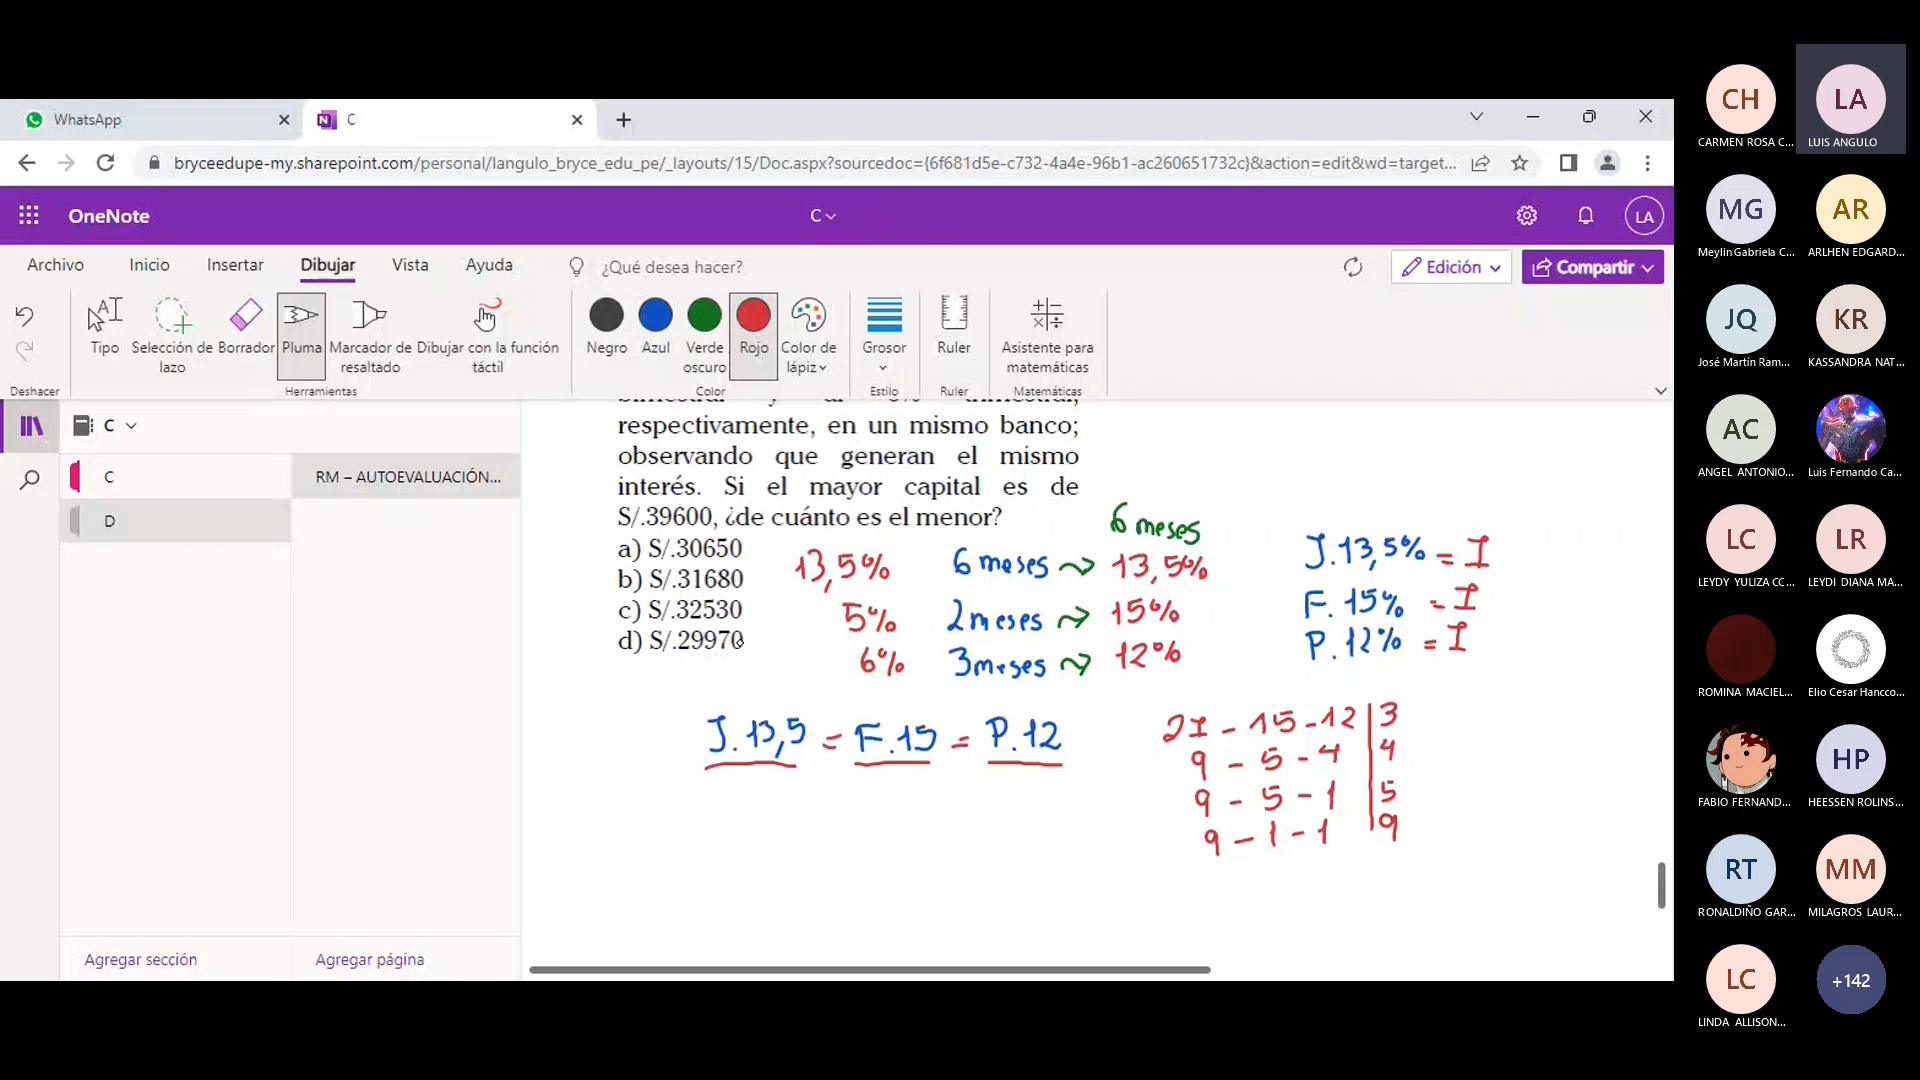 WhatsApp
C
bryceedupe-my.sharepoint.com/personal/langulo_bryce_edu_pe/_layouts/15/Doc.aspx?sourcedoc={6f681d5e-c732-4a4e-96b1-ac260651732c}&action=edit&wd=target...
OneNote
C
LA
Archivo Inicio Insertar Dibujar Vista Ayuda ¿Qué desea hacer? Edición Compartir
Tipo Selección de lazo Borrador Pluma Marcador de resaltado Dibujar con la función táctil Negro Azul Verde oscuro Rojo Color de lápiz Grosor Ruler Asistente para matemáticas
Deshacer Herramientas Color Estilo Ruler Matemáticas
C
C
D
RM – AUTOEVALUACIÓN...
Agregar sección
Agregar página
respectivamente, en un mismo banco;
observando que generan el mismo
interés. Si el mayor capital es de
S/.39600, ¿de cuánto es el menor?
a) S/.30650
b) S/.31680
c) S/.32530
d) S/.29970
6 meses
13,5% 6 meses 13,5%
5% 2 meses 15%
6% 3 meses 12%
J.13,5% = I
F.15% = I
P.12% = I
J.13,5 = F.15 = P.12
27 - 15 - 12 | 3
9 - 5 - 4 | 4
9 - 5 - 1 | 5
9 - 1 - 1 | 9
CH
CARMEN ROSA C...
LA
LUIS ANGULO
MG
Meylin Gabriela C...
AR
ARLHEN EDGARD...
JQ
José Martín Ram...
KR
KASSANDRA NAT...
AC
ANGEL ANTONIO...
Luis Fernando Ca...
LC
LEYDY YULIZA CC...
LR
LEYDI DIANA MA...
ROMINA MACIEL...
Elio Cesar Hancco...
FABIO FERNAND...
HP
HEESSEN ROLINS...
RT
RONALDIÑO GAR...
MM
MILAGROS LAUR...
LC
LINDA ALLISON...
+142